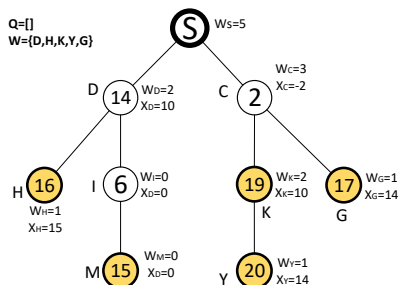 Q=[]
W={D,H,K,Y,G}
S
WS=5
D
14
WD=2
XD=10
C
2
WC=3
XC=-2
H
16
WH=1
XH=15
I
6
WI=0
XD=0
19
K
WK=2
XK=10
17
G
WG=1
XG=14
M
15
WM=0
XD=0
Y
20
WY=1
XY=14